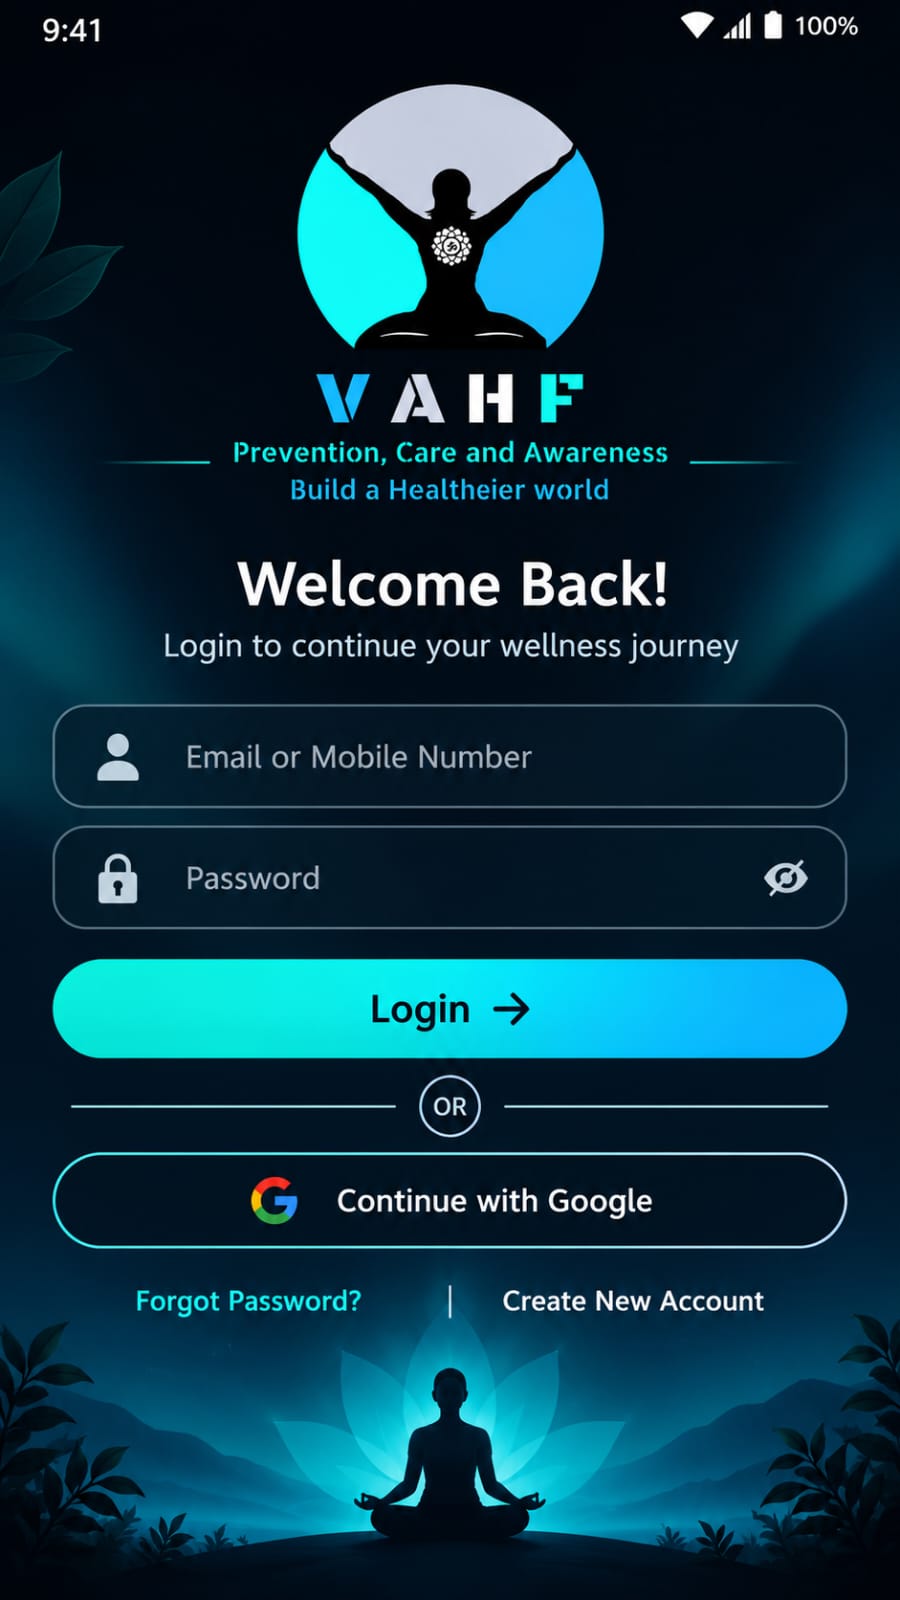 9:41
100%
VAHF
Prevention, Care and Awareness
Build a Healtheier world
Welcome Back!
Login to continue your wellness journey
Email or Mobile Number
Password
Login →
OR
Continue with Google
Forgot Password? | Create New Account